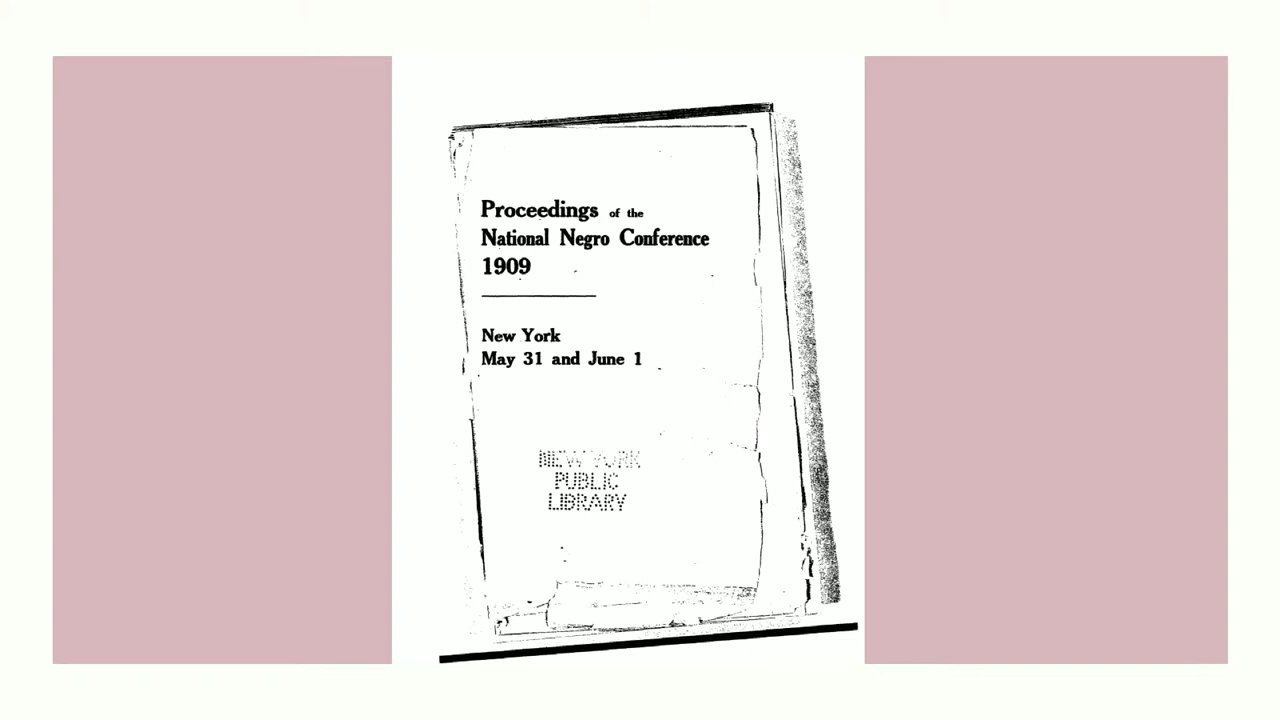 Proceedings of the
National Negro Conference
1909
New York
May 31 and June 1
NEW YORK
PUBLIC
LIBRARY